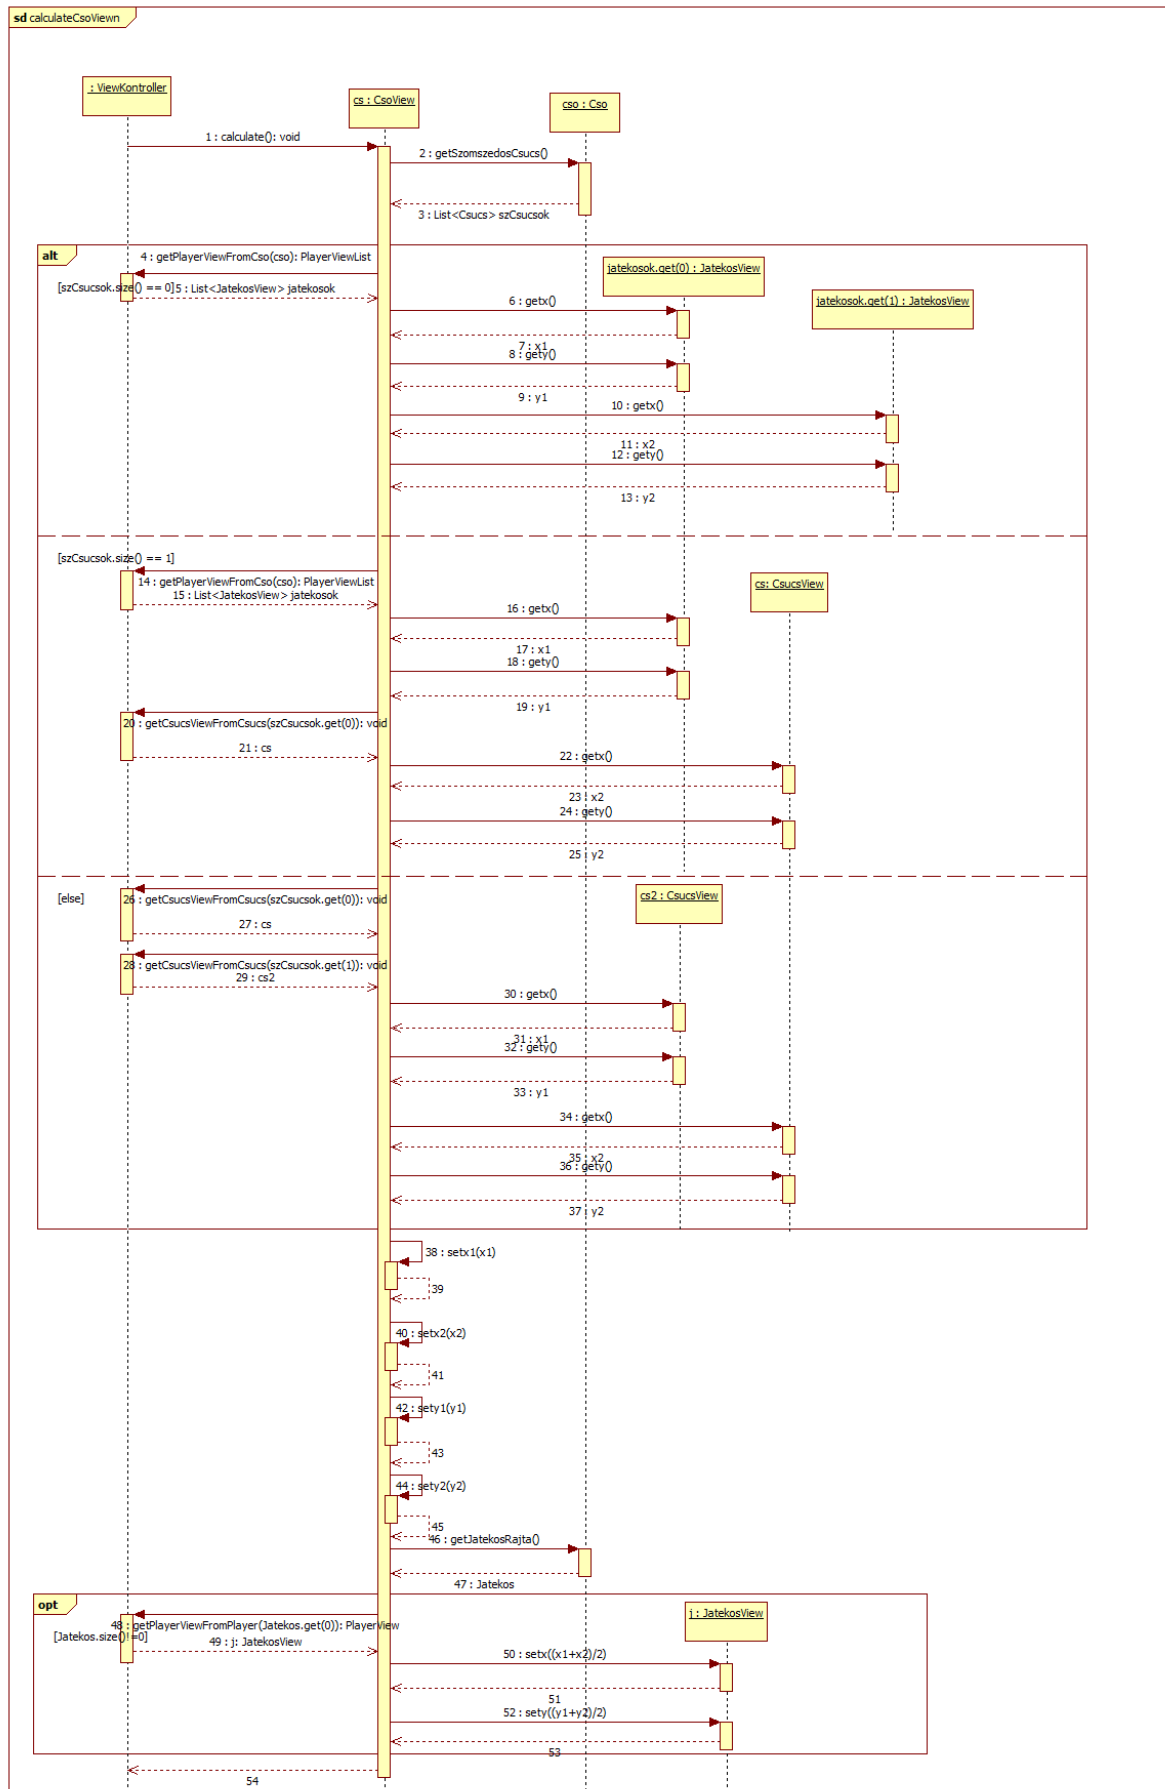 sd calculateCsoViewn
: ViewKontroller
cs : CsoView
cso : Cso
1 : calculate(): void
2 : getSzomszedosCsucs()
3 : List<Csucs> szCsucsok
alt
4 : getPlayerViewFromCso(cso): PlayerViewList
jatekosok.get(0) : JatekosView
[szCsucsok.size() == 0]
5 : List<JatekosView> jatekosok
jatekosok.get(1) : JatekosView
6 : getx()
7 : x1
8 : gety()
9 : y1
10 : getx()
11 : x2
12 : gety()
13 : y2
[szCsucsok.size() == 1]
14 : getPlayerViewFromCso(cso): PlayerViewList
cs: CsucsView
15 : List<JatekosView> jatekosok
16 : getx()
17 : x1
18 : gety()
19 : y1
20 : getCsucsViewFromCsucs(szCsucsok.get(0)): void
21 : cs
22 : getx()
23 : x2
24 : gety()
25 : y2
[else]
26 : getCsucsViewFromCsucs(szCsucsok.get(0)): void
cs2 : CsucsView
27 : cs
28 : getCsucsViewFromCsucs(szCsucsok.get(1)): void
29 : cs2
30 : getx()
31 : x1
32 : gety()
33 : y1
34 : getx()
35 : x2
36 : gety()
37 : y2
38 : setx1(x1)
39
40 : setx2(x2)
41
42 : sety1(y1)
43
44 : sety2(y2)
45
46 : getJatekosRajta()
47 : Jatekos
opt
48 : getPlayerViewFromPlayer(Jatekos.get(0)): PlayerView
j : JatekosView
[Jatekos.size()!=0]
49 : j: JatekosView
50 : setx((x1+x2)/2)
51
52 : sety((y1+y2)/2)
53
54